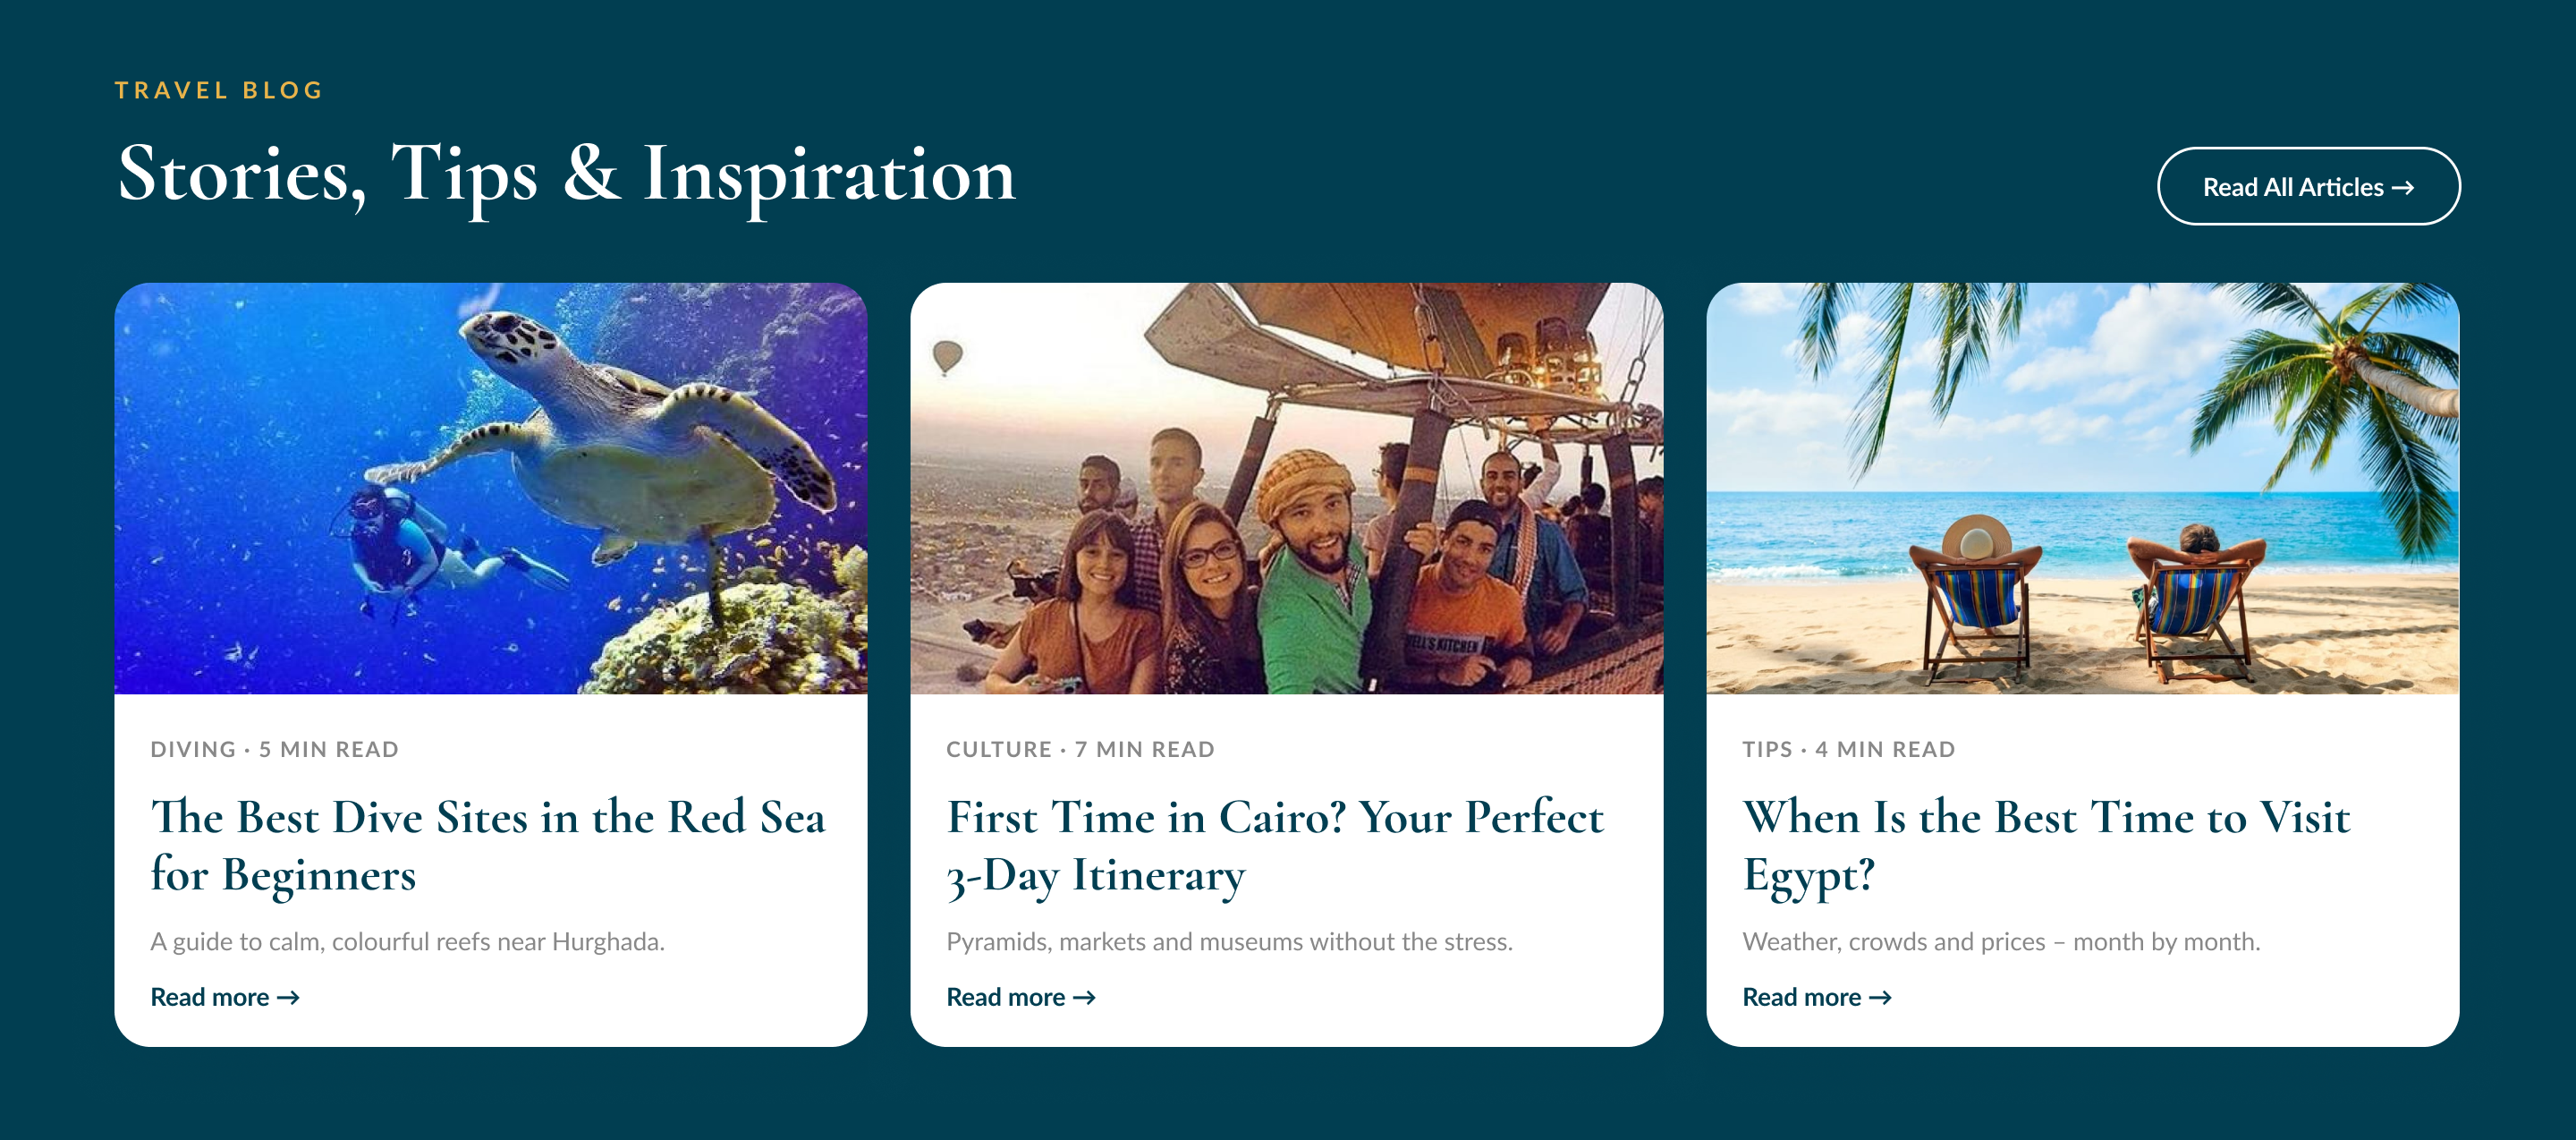 TRAVEL BLOG
Stories, Tips & Inspiration
Read All Articles →
DIVING · 5 MIN READ
The Best Dive Sites in the Red Sea
for Beginners
A guide to calm, colourful reefs near Hurghada.
Read more →
ELL'S KITCHEN
CULTURE · 7 MIN READ
First Time in Cairo? Your Perfect
3-Day Itinerary
Pyramids, markets and museums without the stress.
Read more →
TIPS · 4 MIN READ
When Is the Best Time to Visit
Egypt?
Weather, crowds and prices – month by month.
Read more →